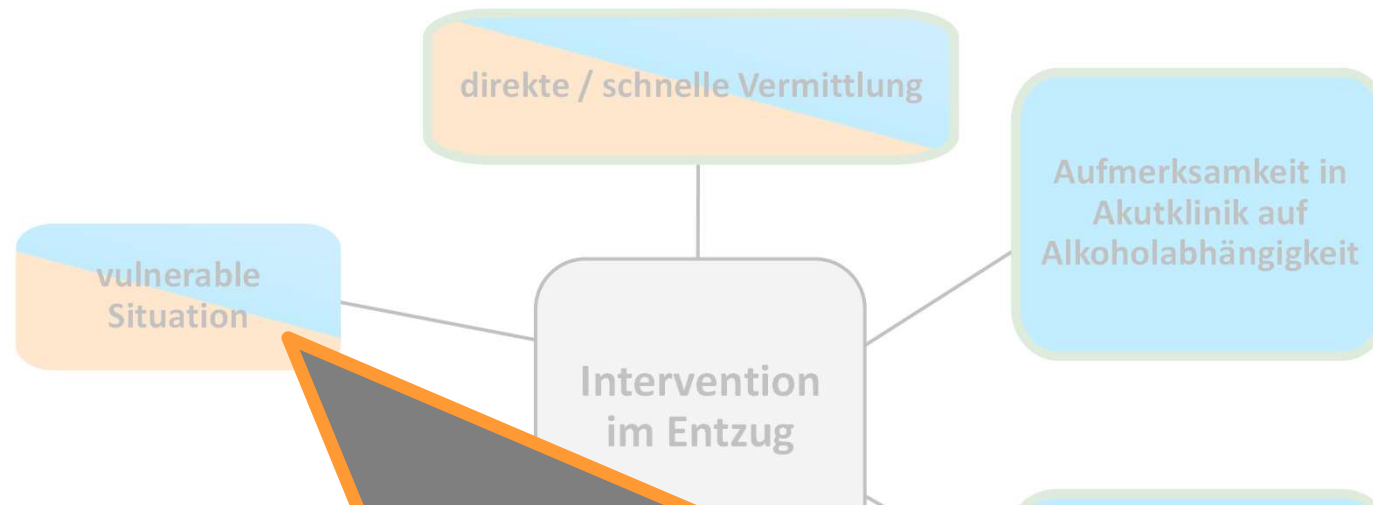 direkte / schnelle Vermittlung
Aufmerksamkeit in
Akutklinik auf
Alkoholabhängigkeit
vulnerable
Situation
Intervention
im Entzug